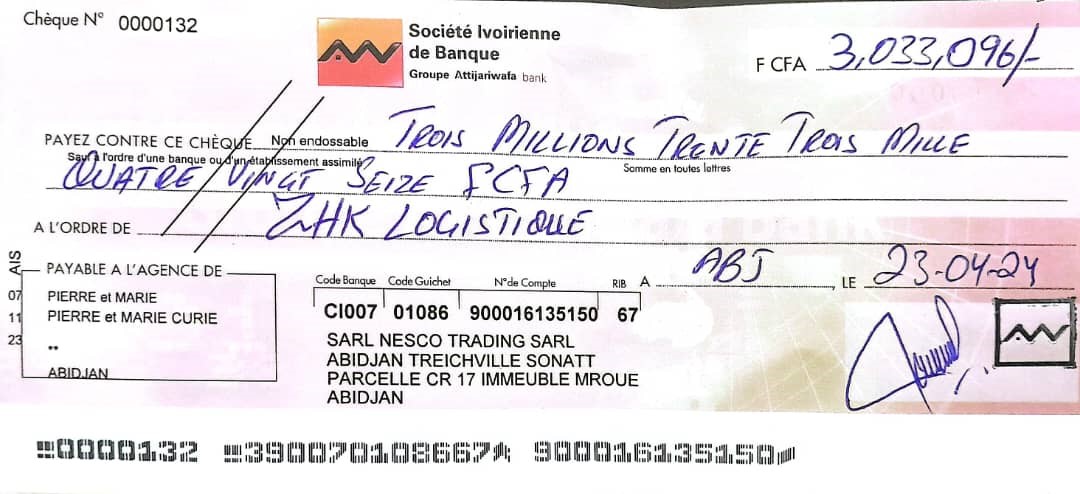 Chèque N° 0000132
Société Ivoirienne
de Banque
Groupe Attijariwafa bank
F CFA 3,033,096/-
PAYEZ CONTRE CE CHÈQUE Non endossable TROIS MILLIONS TRENTE TROIS MILLE
Sauf à l'ordre d'une banque ou d'un établissement assimilé
Somme en toutes lettres
QUATRE VINGT SEIZE FCFA
A L'ORDRE DE ZHK LOGISTIQUE
A ABJ, LE 23-04-24
AIS
07
11
23
PAYABLE A L'AGENCE DE
PIERRE et MARIE
PIERRE et MARIE CURIE
**
ABIDJAN
Code Banque Code Guichet N°de Compte RIB
CI007 01086 900016135150 67
SARL NESCO TRADING SARL
ABIDJAN TREICHVILLE SONATT
PARCELLE CR 17 IMMEUBLE MROUE
ABIDJAN
0000132 390070108667 900016135150